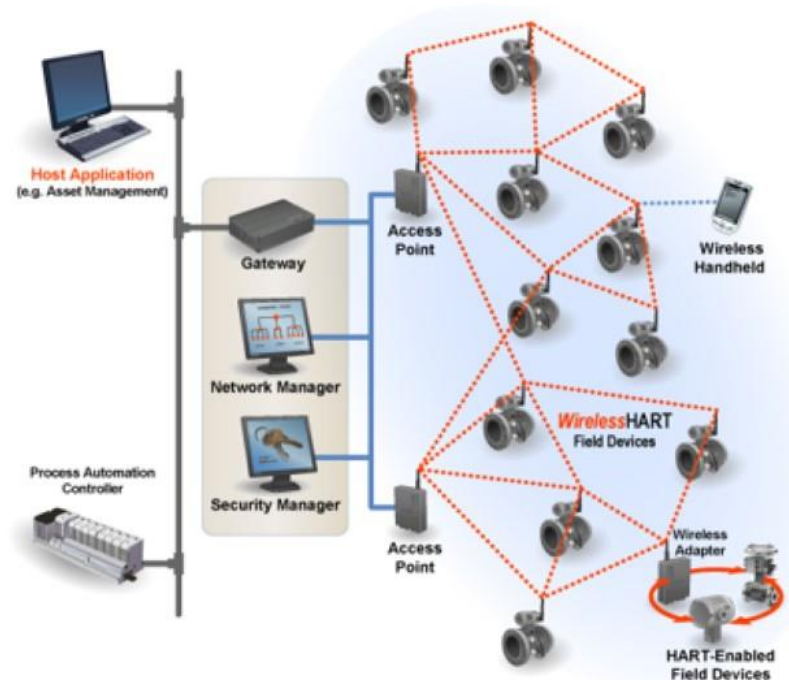 Host Application
(e.g. Asset Management)
Gateway
Access
Point
Wireless
Handheld
Network Manager
WirelessHART
Field Devices
Process Automation
Controller
Security Manager
Access
Point
Wireless
Adapter
HART-Enabled
Field Devices